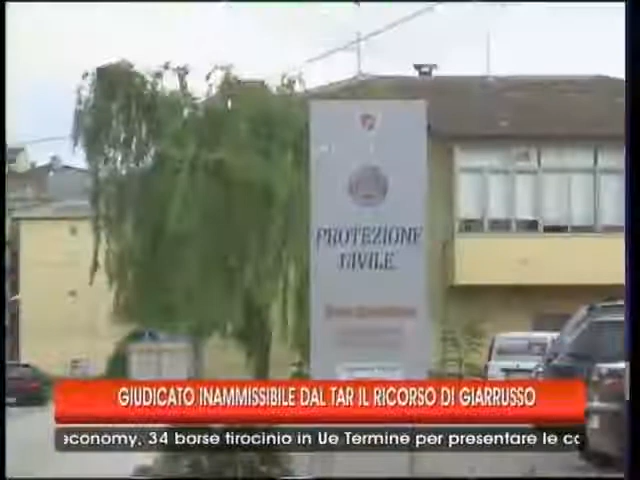 PROTEZIONE
CIVILE
GIUDICATO INAMMISSIBILE DAL TAR IL RICORSO DI GIARRUSSO
economy. 34 borse tirocinio in Ue Termine per presentare le